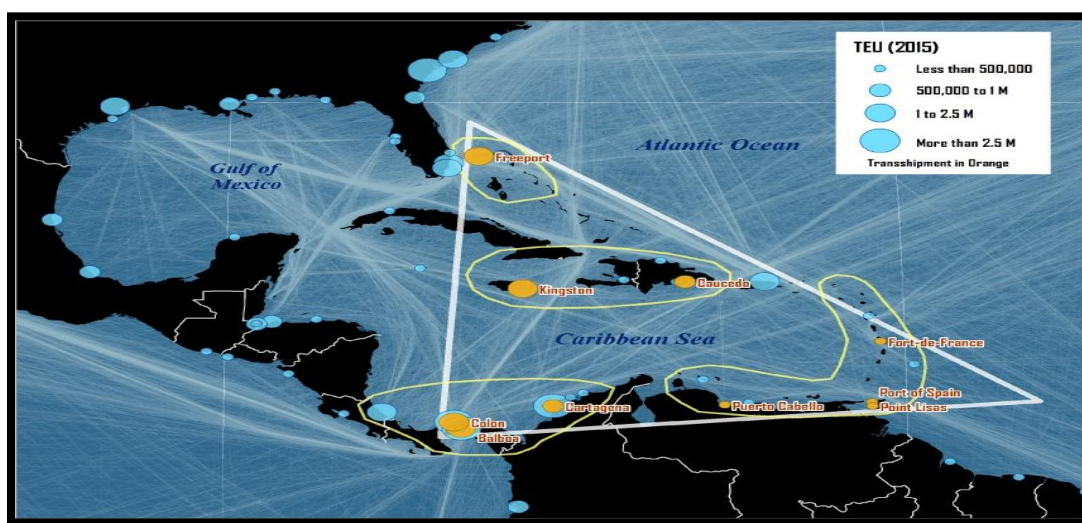 TEU (2015)
Less than 500,000
500,000 to 1 M
1 to 2.5 M
More than 2.5 M
Transshipment in Orange
Atlantic Ocean
Freeport
Gulf of
Mexico
Kingston
Caucedo
Caribbean Sea
Fort-de-France
Cartagena
Puerto Cabello
Port of Spain
Point Lisas
Colon
Balboa